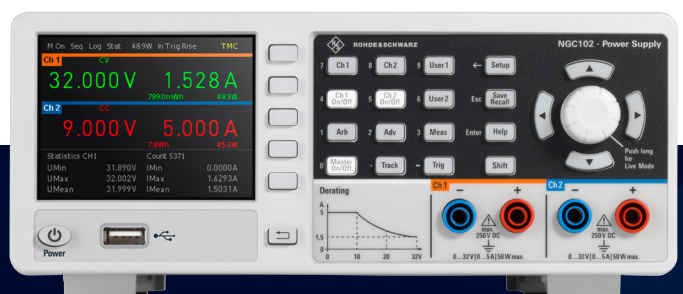 M On Seq Log Stat 48.9W In Trig Rise TMC
Ch 1 CV
32.000 V 1.528 A
789.0mWh 48.9W
Ch 2 CC
9.000 V 5.000 A
7.8Wh 45.0W
Statistics CH1 Count 5371
UMin 31.890V IMin 0.0000A
UMax 32.002V IMax 1.6293A
UMean 31.999V IMean 1.5031A
Power
ROHDE&SCHWARZ NGC102 - Power Supply
7 Ch1 8 Ch2 9 User1 ← Setup
4 Ch1 On/Off 5 Ch2 On/Off 6 User2 Esc Save Recall
1 Arb 2 Adv 3 Meas Enter Help
0 Master On/Off · Track - Trig Shift
Push long
for
Live Mode
Derating
A
5
1,5
0
0 10 20 32V
Ch1 − +
max.
250V DC
0...32V|0...5A|50W max.
Ch2 − +
max.
250V DC
0...32V|0...5A|50W max.